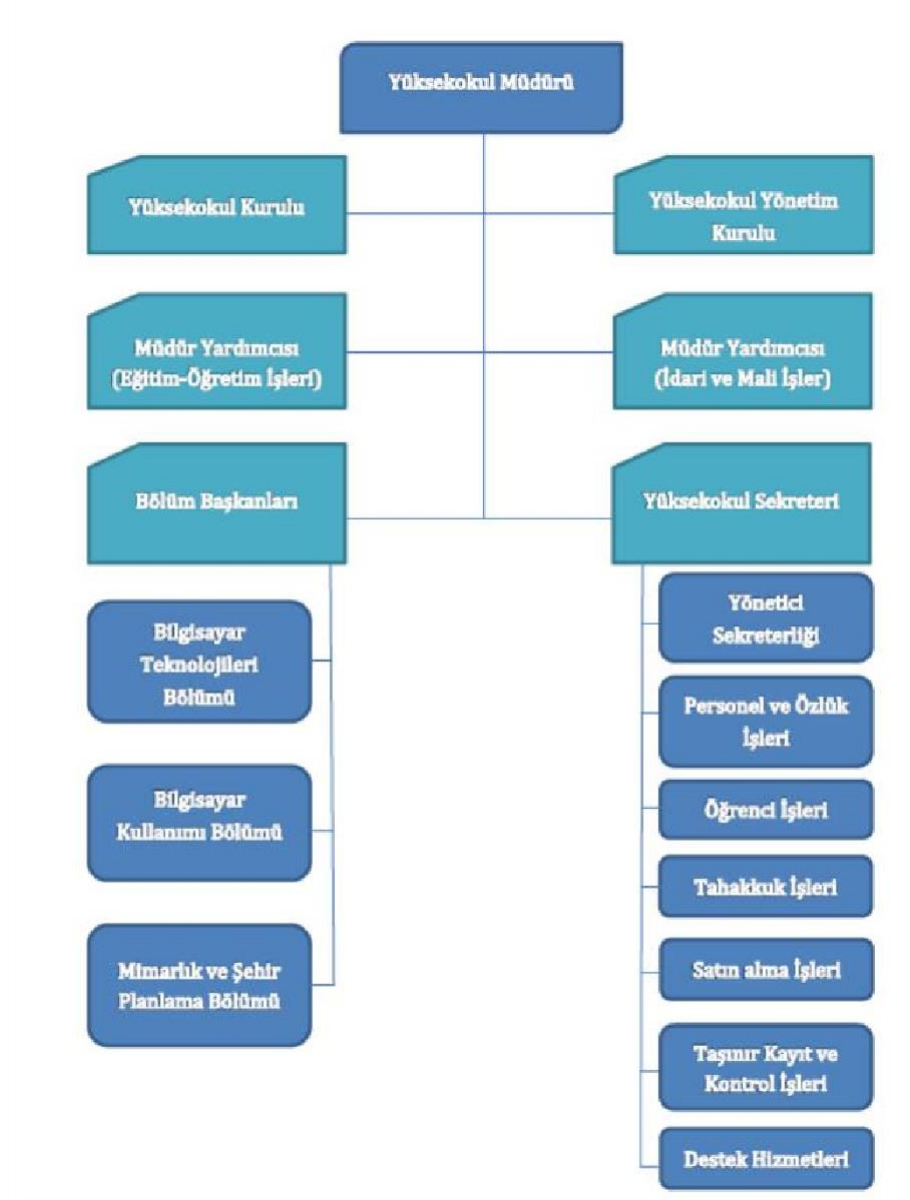 Yüksekokul Müdürü
Yüksekokul Kurulu
Yüksekokul Yönetim
Kurulu
Müdür Yardımcısı
(Eğitim-Öğretim İşleri)
Müdür Yardımcısı
(İdari ve Mali İşler)
Bölüm Başkanları
Yüksekokul Sekreteri
Bilgisayar
Teknolojileri
Bölümü
Bilgisayar
Kullanımı Bölümü
Mimarlık ve Şehir
Planlama Bölümü
Yönetici
Sekreterliği
Personel ve Özlük
İşleri
Öğrenci İşleri
Tahakkuk İşleri
Satın alma İşleri
Taşınır Kayıt ve
Kontrol İşleri
Destek Hizmetleri